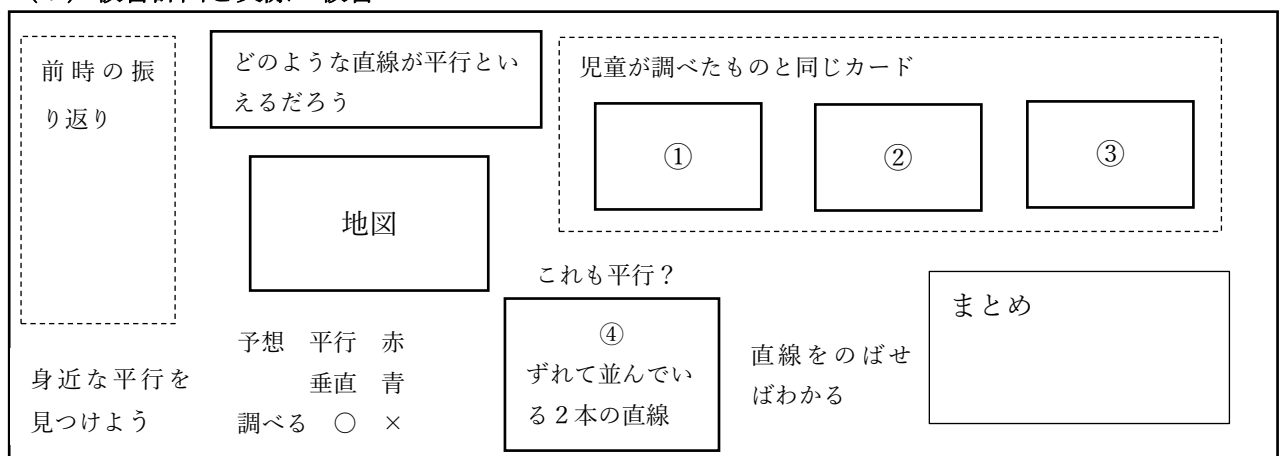 前時の振
り返り
どのような直線が平行とい
えるだろう
児童が調べたものと同じカード
①
②
③
地図
これも平行？
④
ずれて並んでい
る２本の直線
予想　平行　赤
垂直　青
調べる　○　×
身近な平行を
見つけよう
直線をのばせ
ばわかる
まとめ